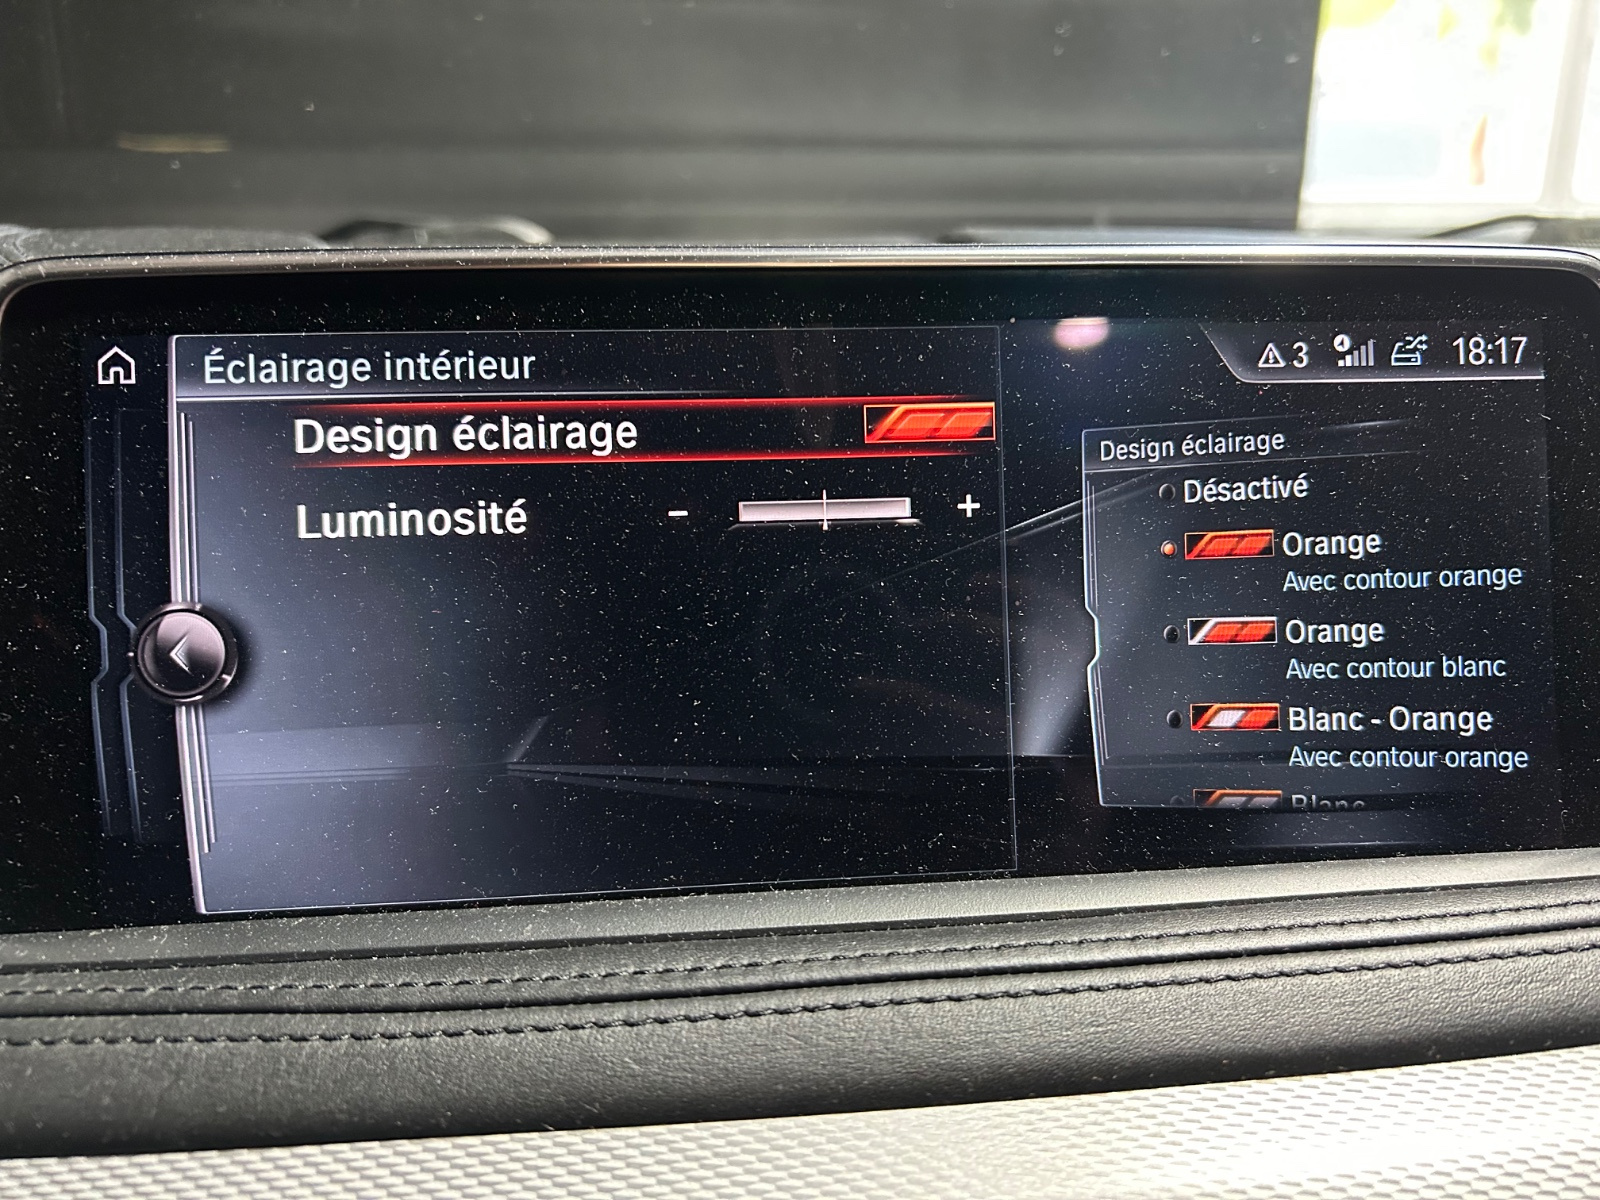 Éclairage intérieur
3
18:17
Design éclairage
Luminosité
-
+
Design éclairage
Désactivé
Orange
Avec contour orange
Orange
Avec contour blanc
Blanc - Orange
Avec contour orange
Blanc